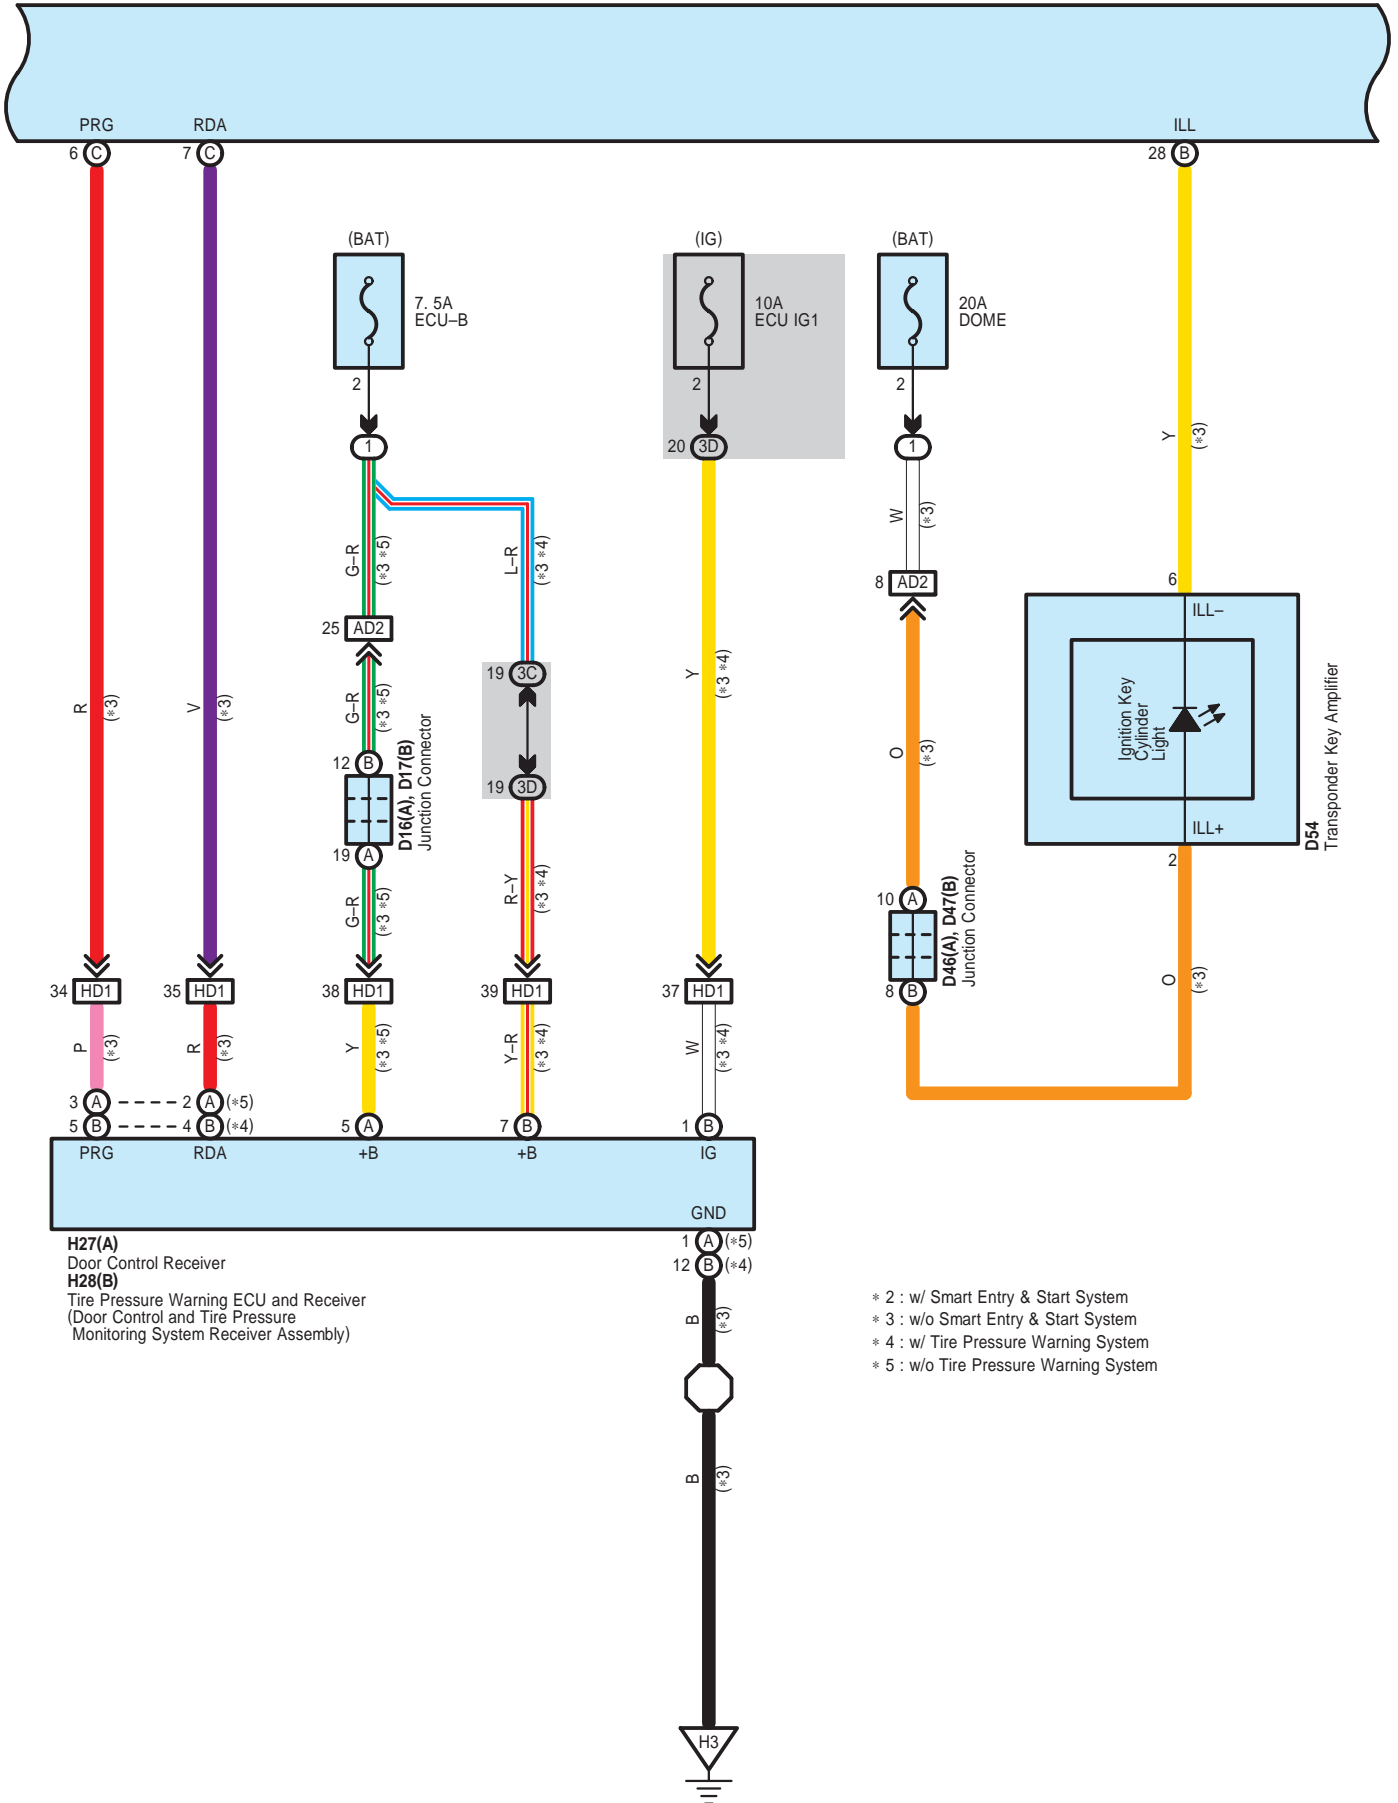 PRG RDA ILL
6 C 7 C 28 B
(BAT) (IG) (BAT)
7. 5A
ECU–B
10A
ECU IG1
20A
DOME
2 2 2
1 20 3D 1
Y (*3)
W (*3)
G–R (*3 *5)
L–R (*3 *4)
8 AD2
6
ILL–
25 AD2
19 3C
Y (*3 *4)
R (*3)
V (*3)
G–R (*3 *5)
12 B
D16(A), D17(B)
Junction Connector
19 3D
O (*3)
Ignition Key
Cylinder
Light
D54
Transponder Key Amplifier
ILL+
2
19 A
G–R (*3 *5)
R–Y (*3 *4)
10 A
D46(A), D47(B)
Junction Connector
8 B
O (*3)
34 HD1 35 HD1 38 HD1 39 HD1 37 HD1
P (*3)
R (*3)
Y (*3 *5)
Y–R (*3 *4)
W (*3 *4)
3 A 2 A (*5)
5 B 4 B (*4) 5 A 7 B 1 B
PRG RDA +B +B IG
GND
H27(A)
Door Control Receiver
H28(B)
Tire Pressure Warning ECU and Receiver
(Door Control and Tire Pressure
Monitoring System Receiver Assembly)
1 A (*5)
12 B (*4)
B (*3)
* 2 : w/ Smart Entry & Start System
* 3 : w/o Smart Entry & Start System
* 4 : w/ Tire Pressure Warning System
* 5 : w/o Tire Pressure Warning System
B (*3)
H3